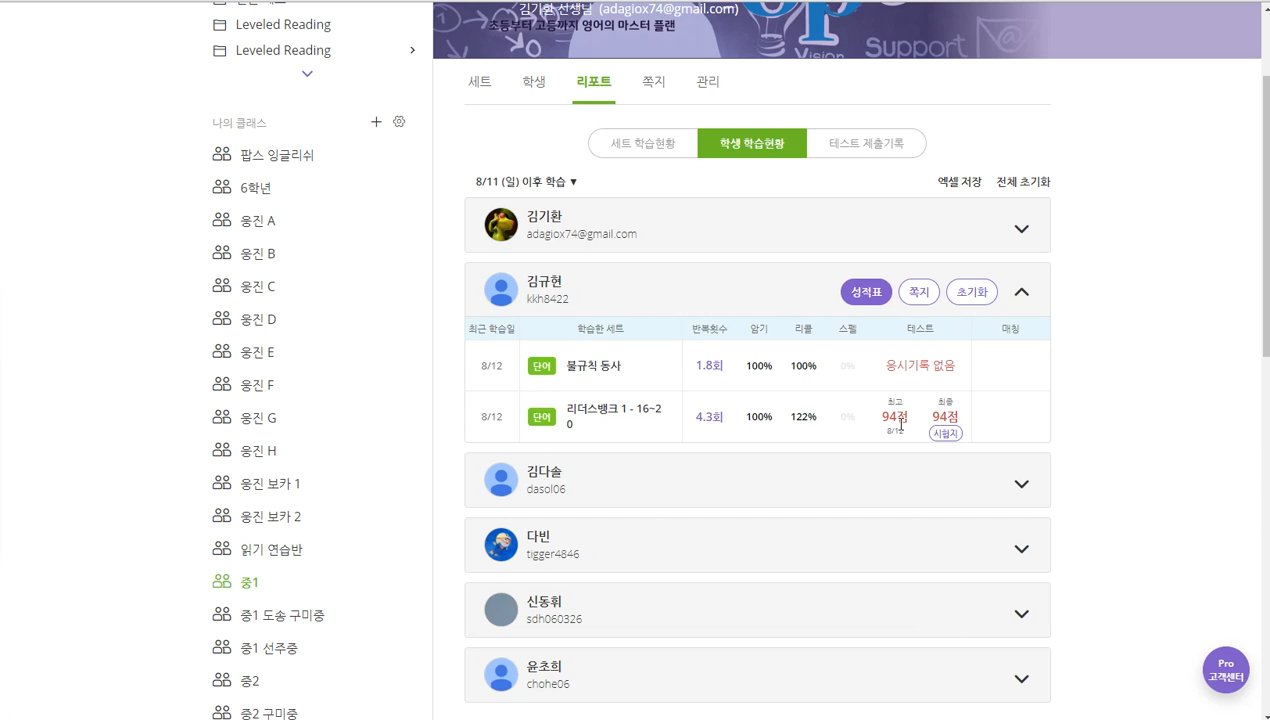 Leveled Reading
Leveled Reading
나의 클래스
팝스 잉글리쉬
6학년
웅진 A
웅진 B
웅진 C
웅진 D
웅진 E
웅진 F
웅진 G
웅진 H
웅진 보카 1
웅진 보카 2
읽기 연습반
중1
중1 도송 구미중
중1 선주중
중2
중2 구미중
김기환 선생님 (adagiox74@gmail.com)
초등부터 고등까지 영어의 마스터 플랜
Vision
Support
세트 학생 리포트 쪽지 관리
세트 학습현황 학생 학습현황 테스트 제출기록
8/11 (일) 이후 학습 ▼ 엑셀 저장 전체 초기화
김기환
adagiox74@gmail.com
김규현
kkh8422
성적표 쪽지 초기화
최근 학습일 학습한 세트 반복횟수 암기 리콜 스펠 테스트 매칭
8/12 단어 불규칙 동사 1.8회 100% 100% 0% 응시기록 없음
최고 최종
8/12 단어 리더스뱅크 1 - 16~2 4.3회 100% 122% 0% 94점 94점
0
8/12 시험지
김다솔
dasol06
다빈
tigger4846
신동휘
sdh060326
윤초희
chohe06
Pro
고객센터